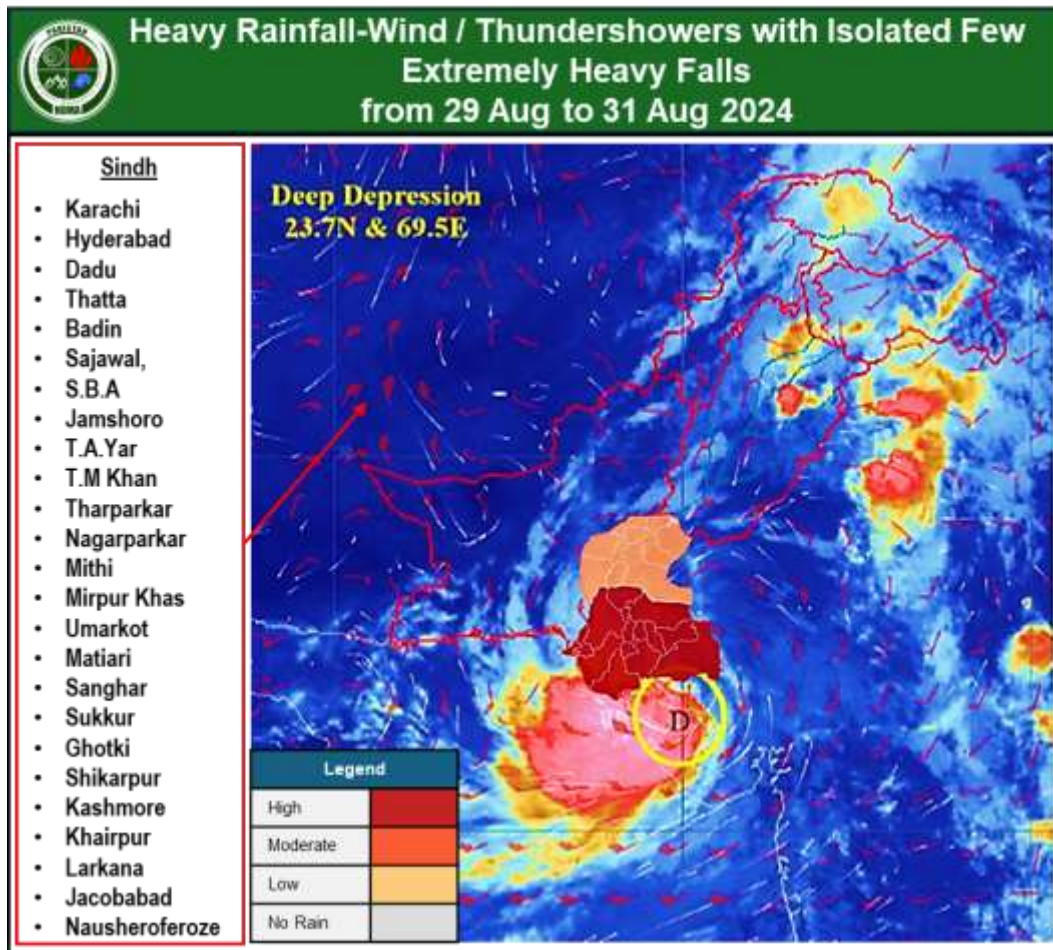 Heavy Rainfall-Wind / Thundershowers with Isolated Few
Extremely Heavy Falls
from 29 Aug to 31 Aug 2024
PAKISTAN
NDMA
Sindh
• Karachi
• Hyderabad
• Dadu
• Thatta
• Badin
• Sajawal,
• S.B.A
• Jamshoro
• T.A.Yar
• T.M Khan
• Tharparkar
• Nagarparkar
• Mithi
• Mirpur Khas
• Umarkot
• Matiari
• Sanghar
• Sukkur
• Ghotki
• Shikarpur
• Kashmore
• Khairpur
• Larkana
• Jacobabad
• Nausheroferoze
Deep Depression
23.7N & 69.5E
D
Legend
High
Moderate
Low
No Rain